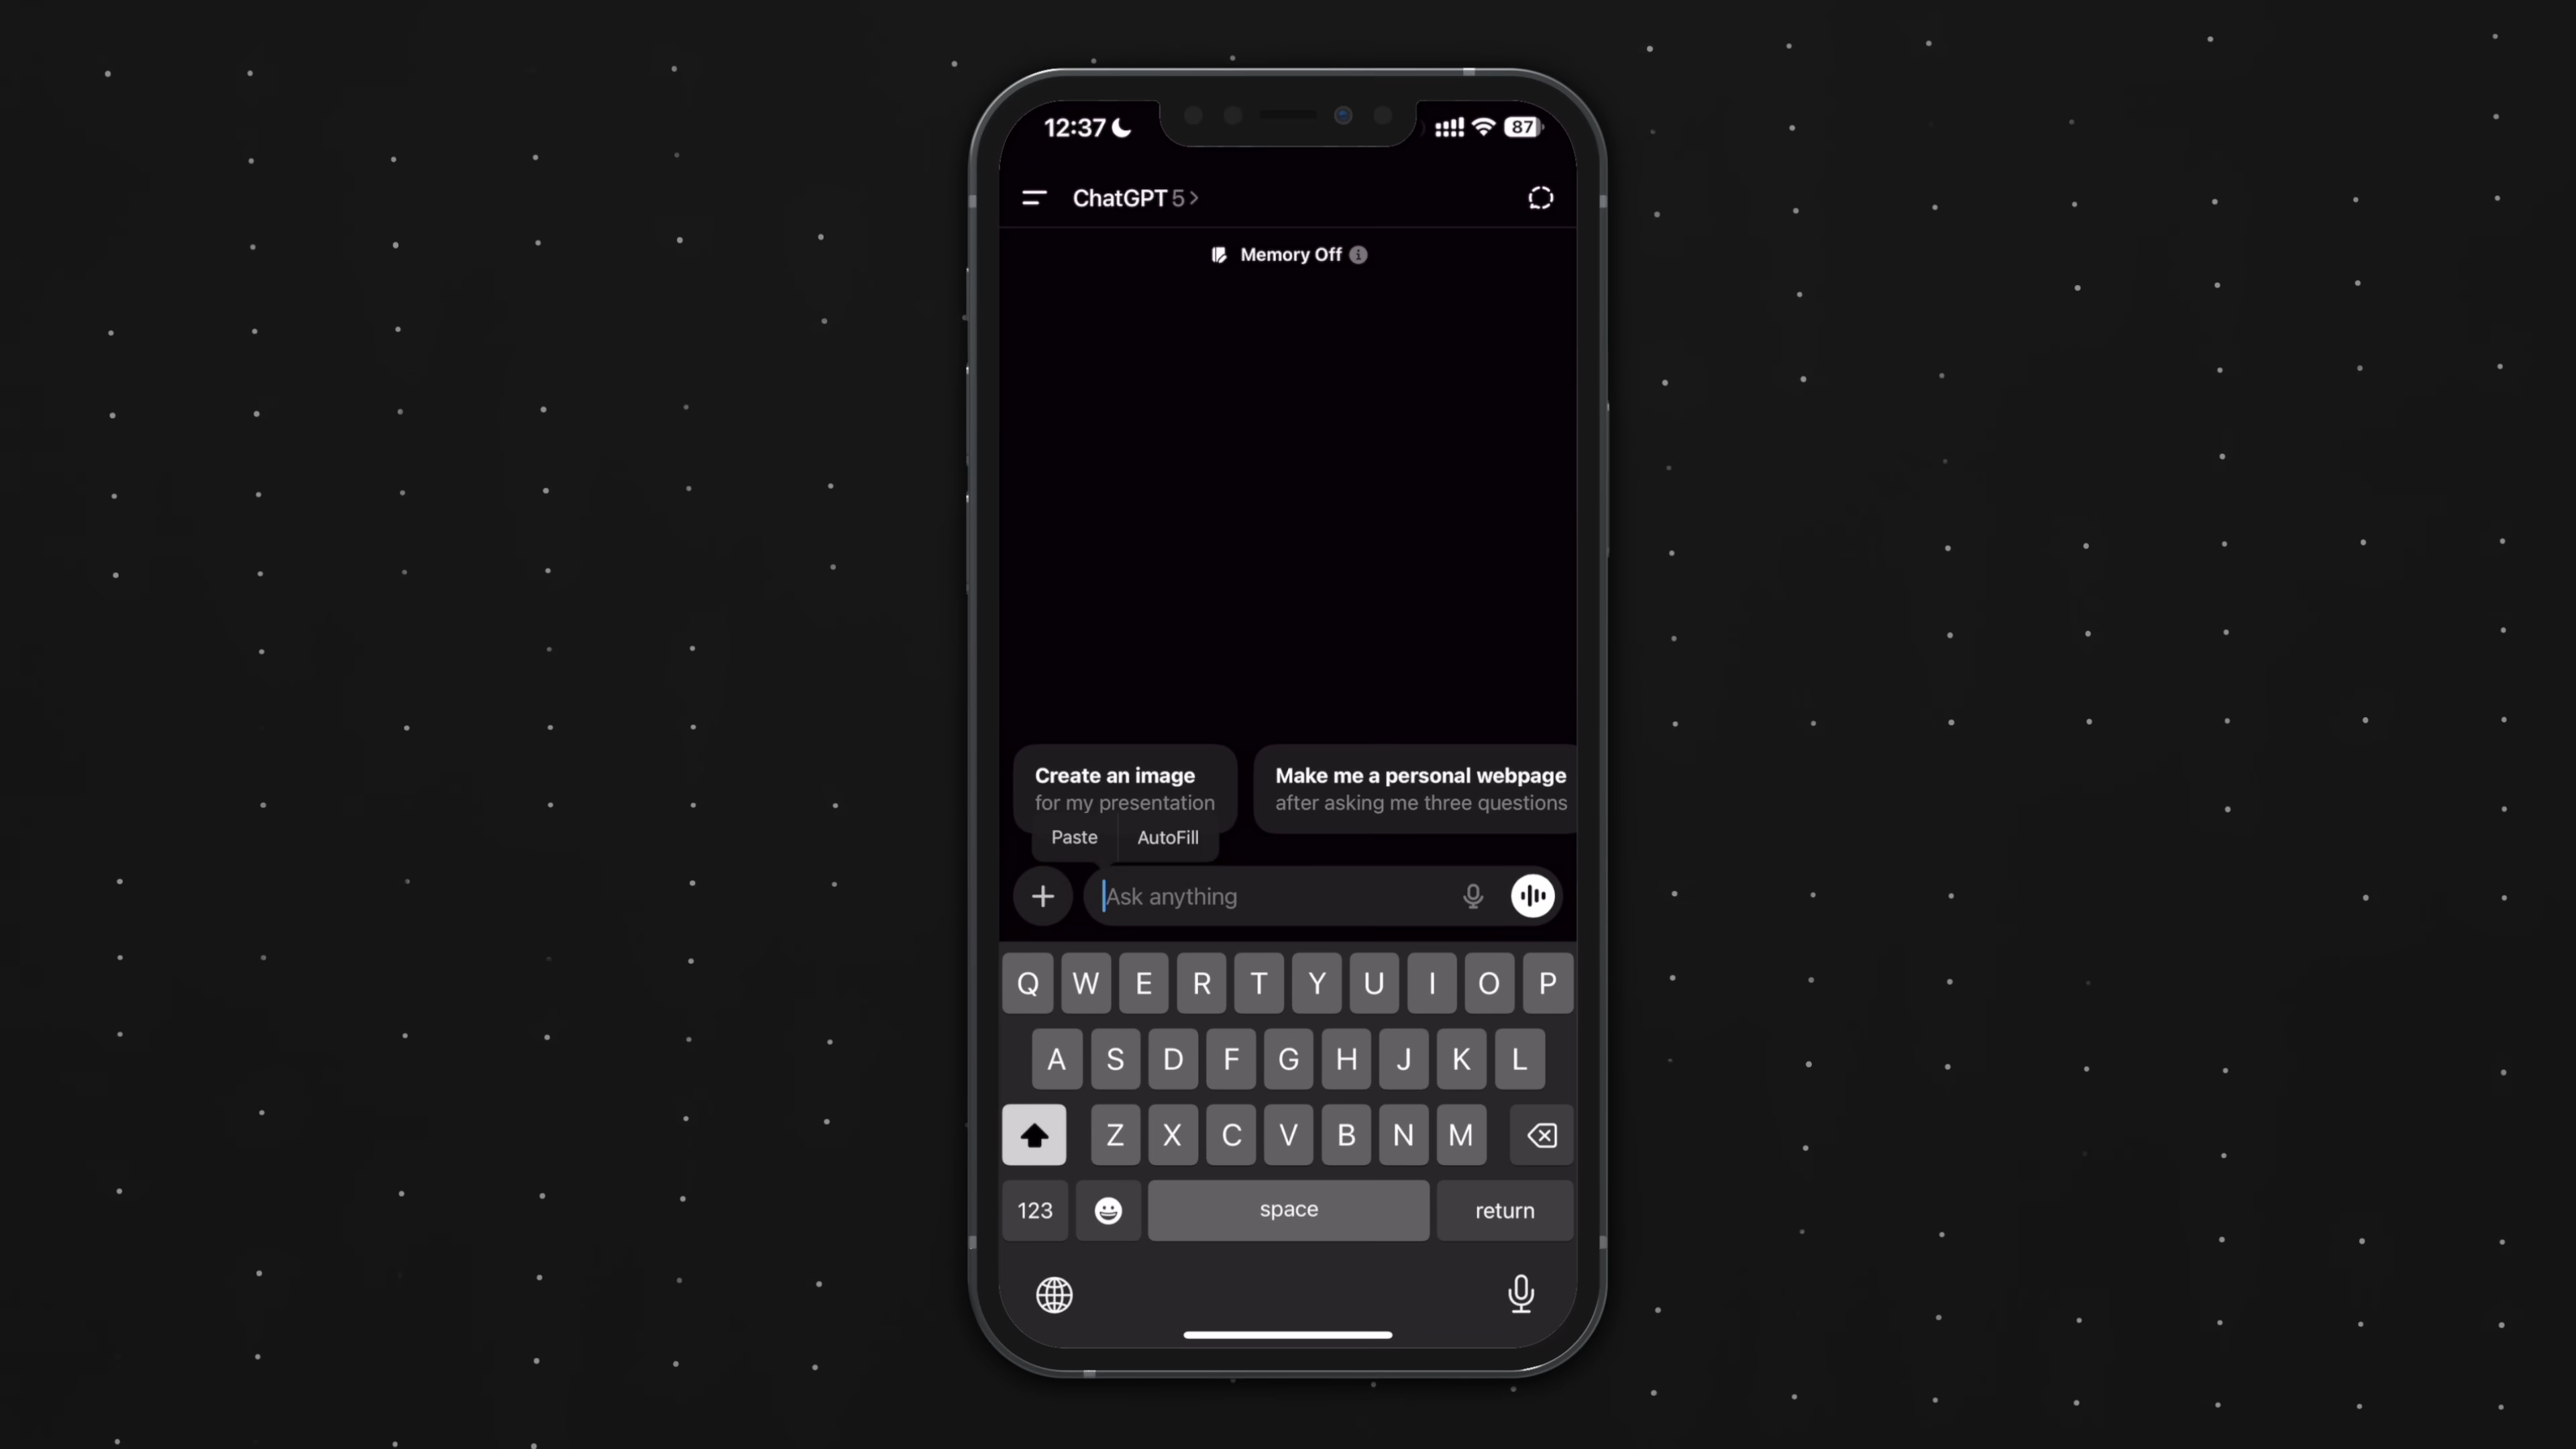 12:37
87
ChatGPT 5 >
Memory Off
Create an image
for my presentation
Make me a personal webpage
after asking me three questions
Paste
AutoFill
Ask anything
Q W E R T Y U I O P
A S D F G H J K L
Z X C V B N M
123
space
return